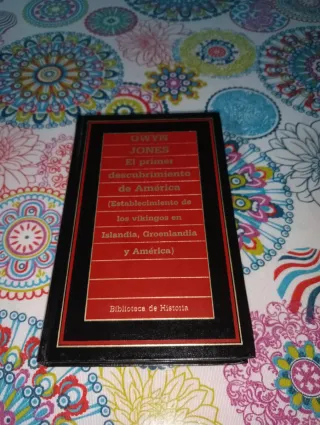 GWYN
JONES
El primer
descubrimiento
de América
(Establecimiento de
los vikingos en
Islandia, Groenlandia
y América)
Biblioteca de Historia